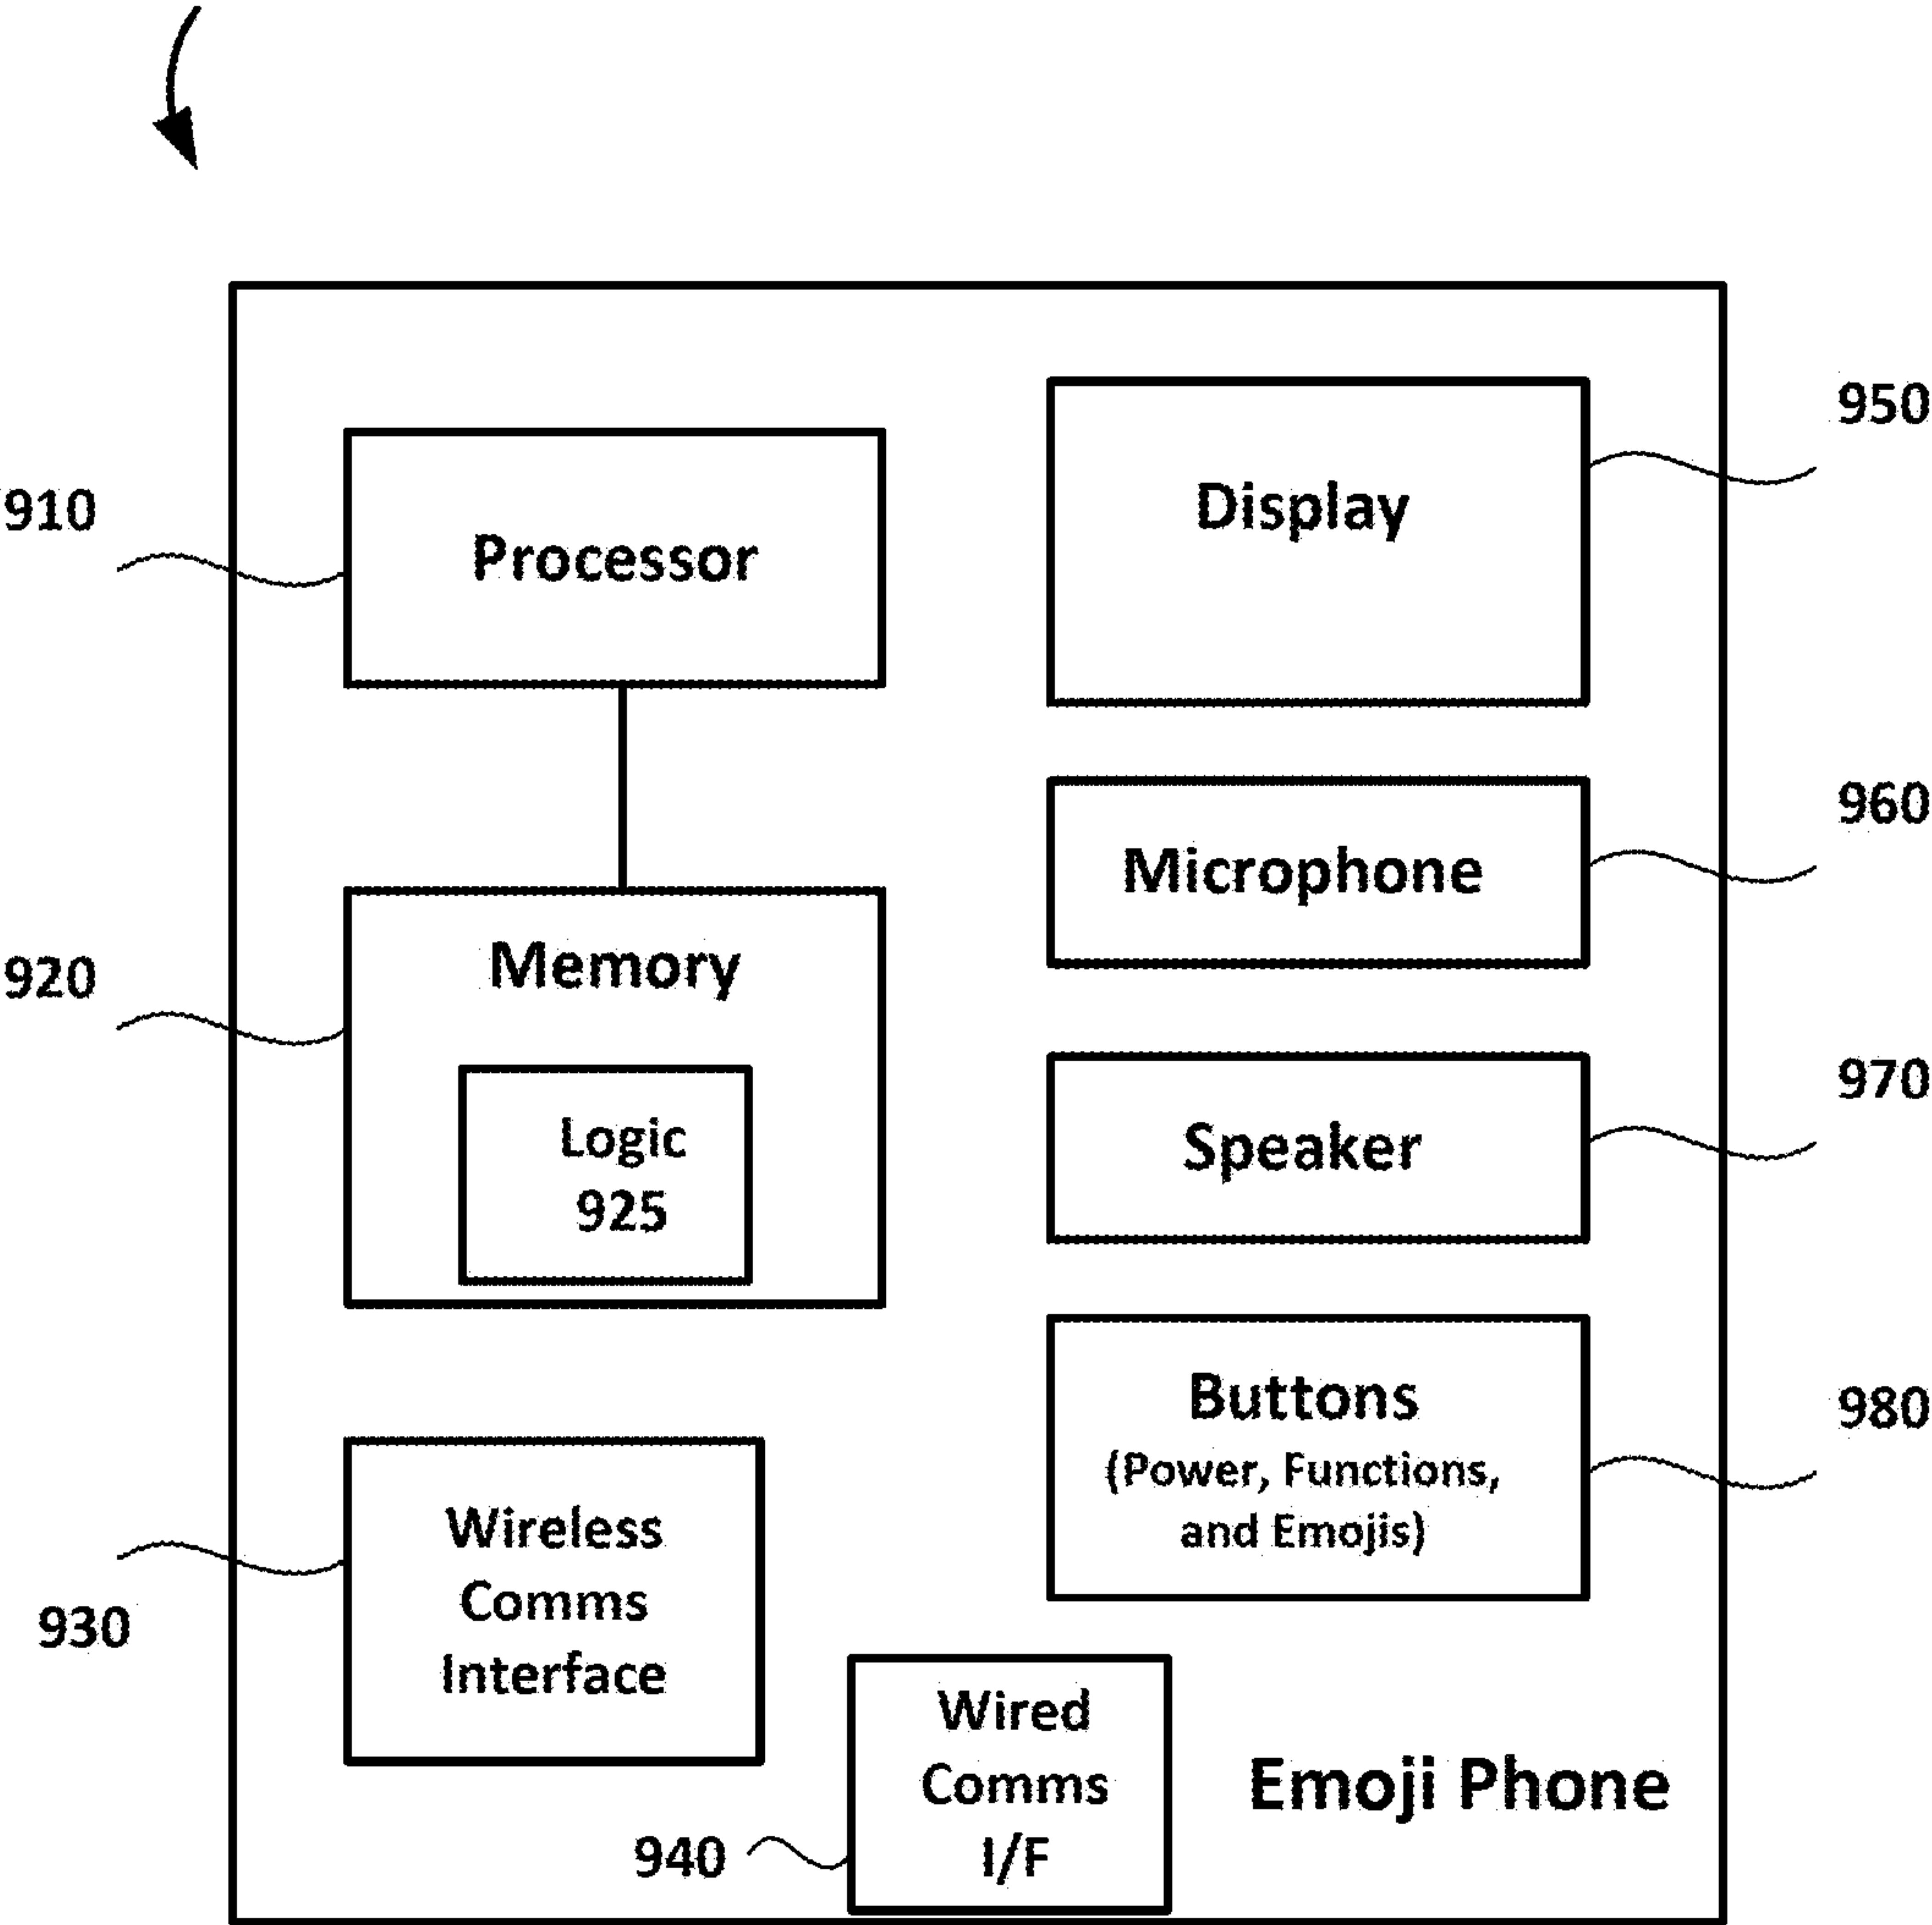 950
910
Display
Processor
960
Microphone
920
Memory
970
Logic
925
Speaker
980
Buttons
(Power, Functions,
and Emojis)
930
Wireless
Comms
Interface
Wired
Comms
I/F
940
Emoji Phone